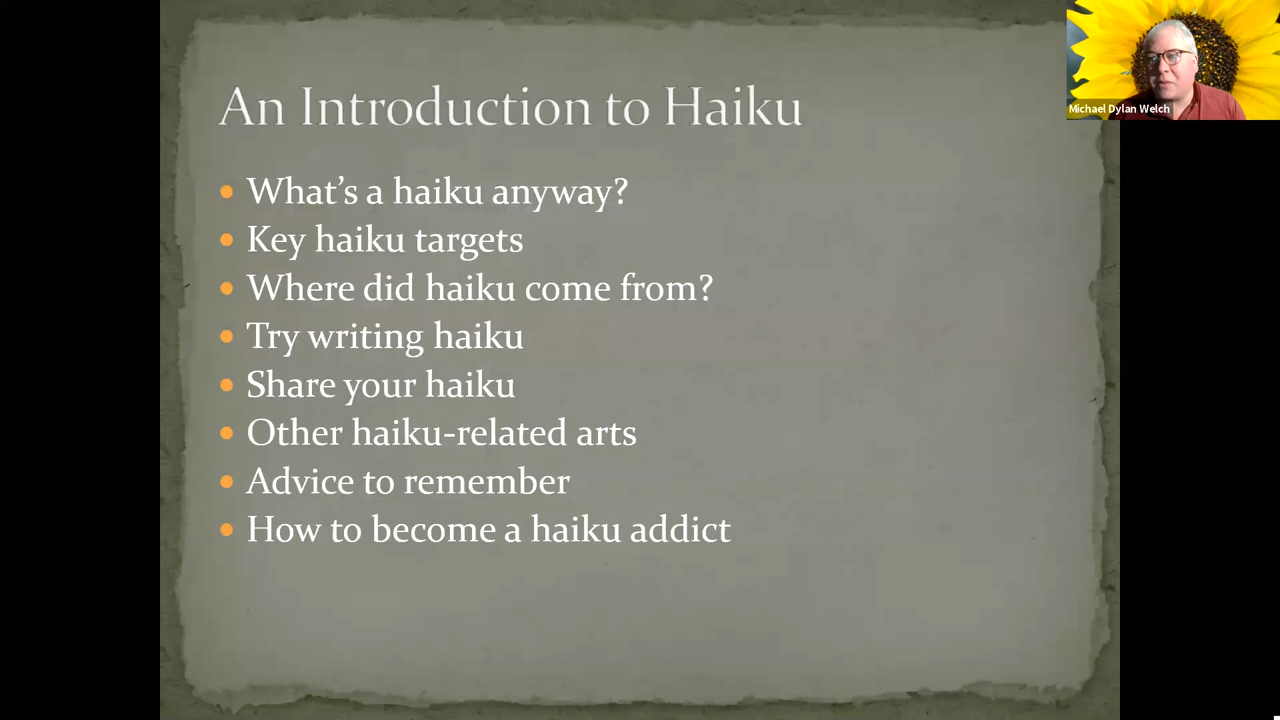 An Introduction to Haiku
What's a haiku anyway?
Key haiku targets
Where did haiku come from?
Try writing haiku
Share your haiku
Other haiku-related arts
Advice to remember
How to become a haiku addict
Michael Dylan Welch